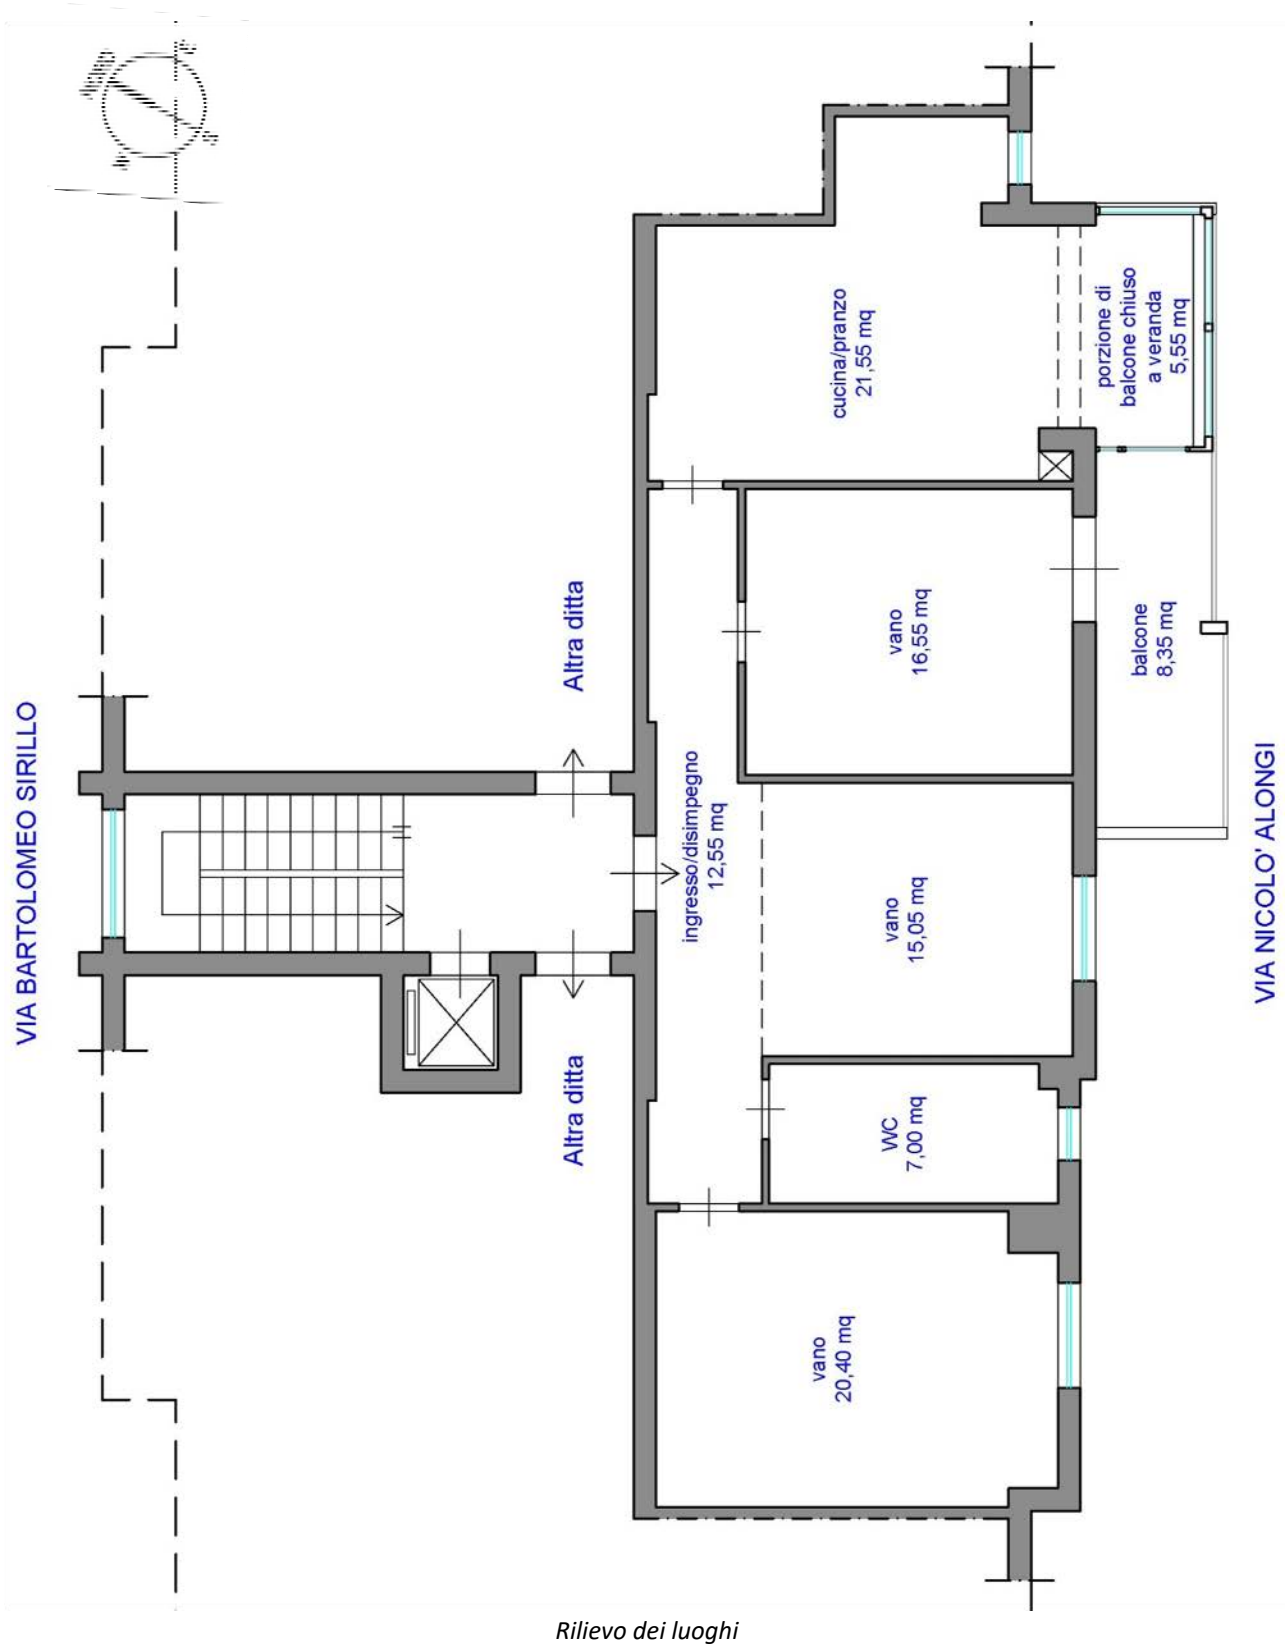 cucina/pranzo
21,55 mq
porzione di
balcone chiuso
a veranda
5,55 mq
vano
16,55 mq
balcone
8,35 mq
Altra ditta
VIA BARTOLOMEO SIRILLO
ingresso/disimpegno
12,55 mq
vano
15,05 mq
VIA NICOLO' ALONGI
Altra ditta
WC
7,00 mq
vano
20,40 mq
Rilievo dei luoghi